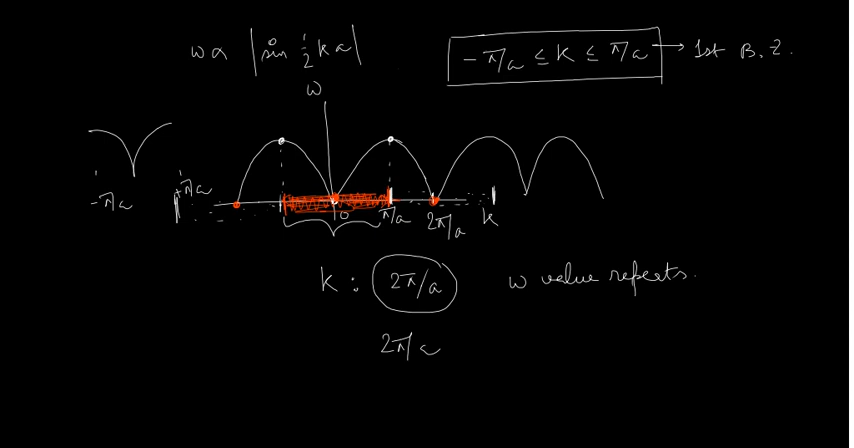 ω ∝ |sin 1/2 ka|
-π/a ≤ k ≤ π/a → 1st B.Z.
ω
-π/a
π/a
0
π/a
2π/a
k
k : 2π/a
ω value repeats.
2π/a